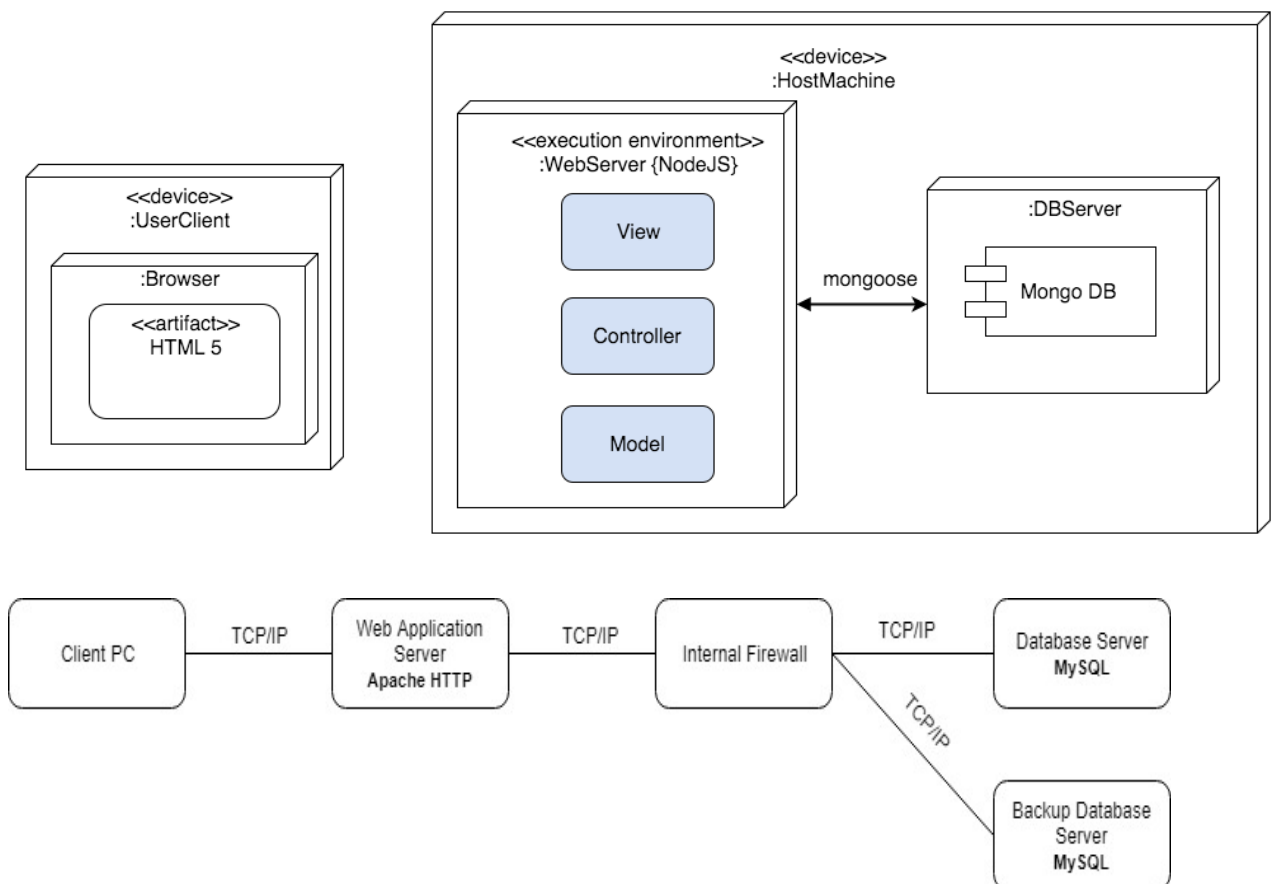 <<device>>
:HostMachine
<<execution environment>>
:WebServer {NodeJS}
View
Controller
Model
mongoose
:DBServer
Mongo DB
<<device>>
:UserClient
:Browser
<<artifact>>
HTML 5
Client PC
TCP/IP
Web Application
Server
Apache HTTP
TCP/IP
Internal Firewall
TCP/IP
Database Server
MySQL
TCP/IP
Backup Database
Server
MySQL